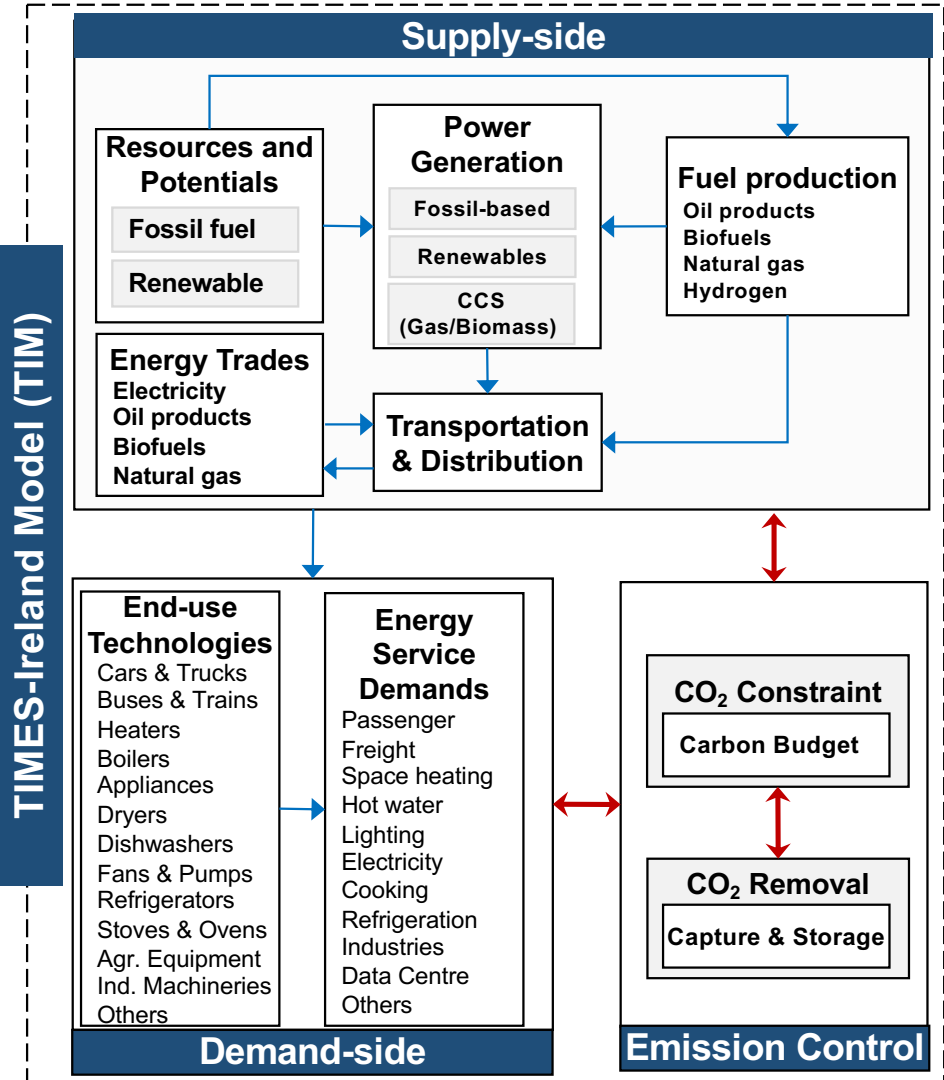 TIMES-Ireland Model (TIM)
Supply-side
Resources and
Potentials
Fossil fuel
Renewable
Power
Generation
Fossil-based
Renewables
CCS
(Gas/Biomass)
Fuel production
Oil products
Biofuels
Natural gas
Hydrogen
Energy Trades
Electricity
Oil products
Biofuels
Natural gas
Transportation
& Distribution
End-use
Technologies
Cars & Trucks
Buses & Trains
Heaters
Boilers
Appliances
Dryers
Dishwashers
Fans & Pumps
Refrigerators
Stoves & Ovens
Agr. Equipment
Ind. Machineries
Others
Energy
Service
Demands
Passenger
Freight
Space heating
Hot water
Lighting
Electricity
Cooking
Refrigeration
Industries
Data Centre
Others
Demand-side
CO₂ Constraint
Carbon Budget
CO₂ Removal
Capture & Storage
Emission Control